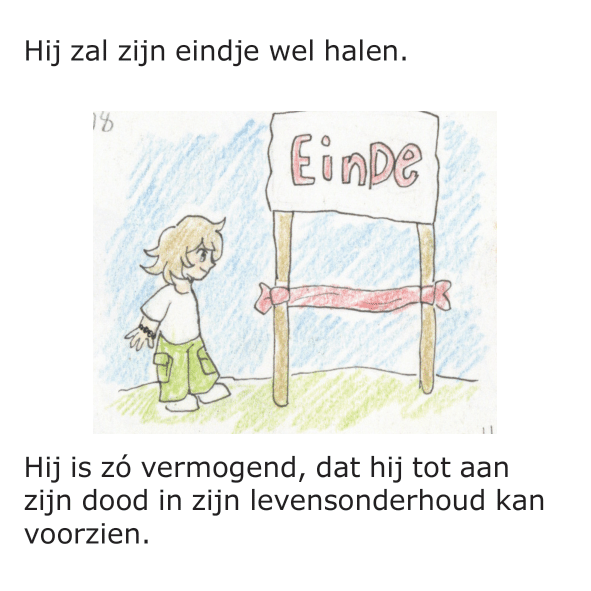 Hij zal zijn eindje wel halen.
18
EinDe
Hij is zó vermogend, dat hij tot aan
zijn dood in zijn levensonderhoud kan
voorzien.